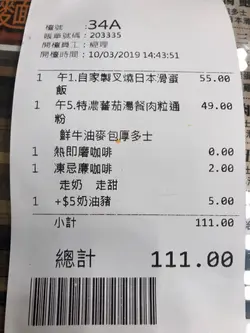 檯號 : 34A
賬單號碼 : 203335
開檯員工 : 經理
開檯時間 : 10/03/2019 14:43:51
1 午1.自家製叉燒日本滑蛋飯 55.00
1 午5.特濃蕃茄湯餐肉粒通粉 49.00
鮮牛油麥包厚多士
1 熱即磨咖啡 0.00
1 凍忌廉咖啡 2.00
走奶 走甜
1 +$5奶油豬 5.00
小計 111.00
總計 111.00